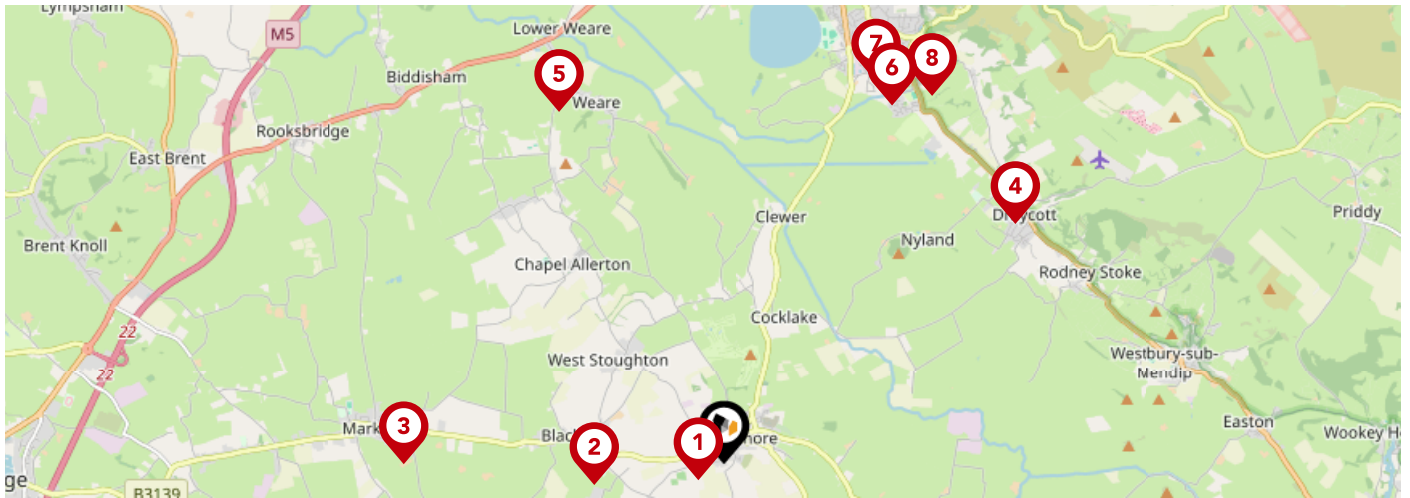 Lympsham
M5
Lower Weare
7
8
6
5
Biddisham
Weare
Rooksbridge
East Brent
4
Clewer
Priddy
Brent Knoll
Nyland
Chapel Allerton
Rodney Stoke
Cocklake
22
West Stoughton
Westbury-sub-
Mendip
22
3
Mark
2
1
Easton
B3139